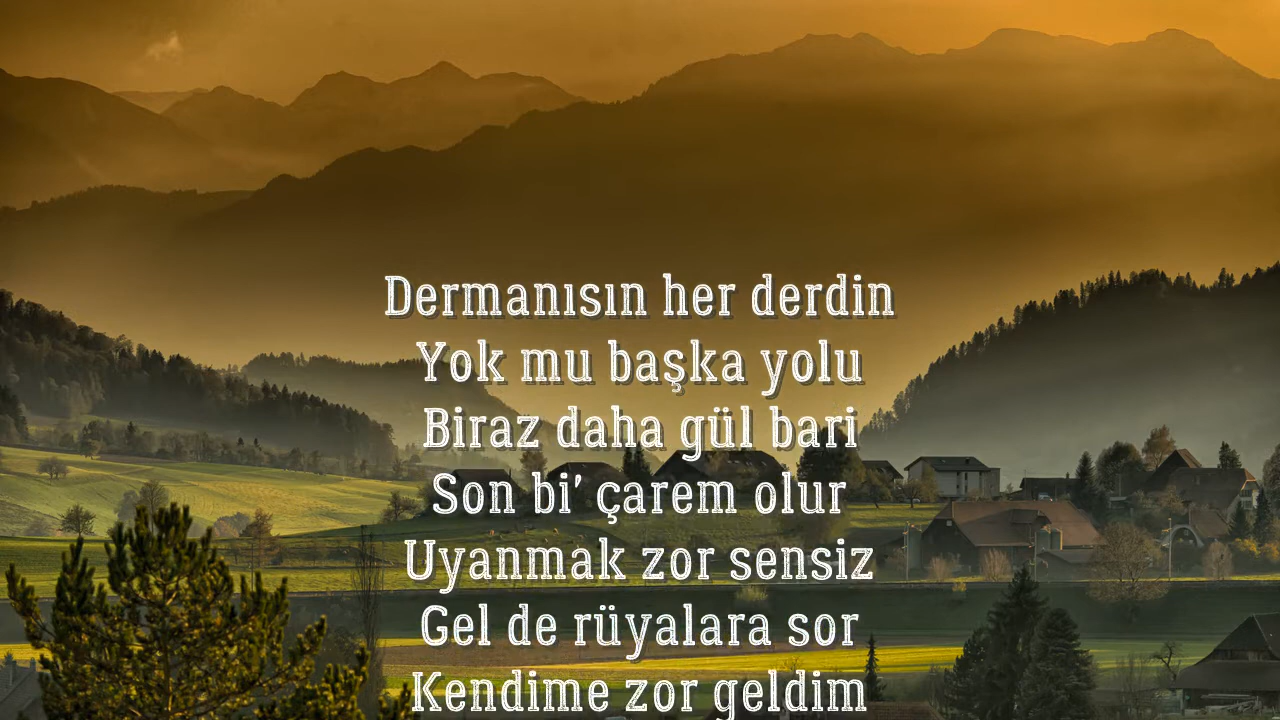 Dermanısın her derdin
Yok mu başka yolu
Biraz daha gül bari
Son bi’ çarem olur
Uyanmak zor sensiz
Gel de rüyalara sor
Kendime zor geldim